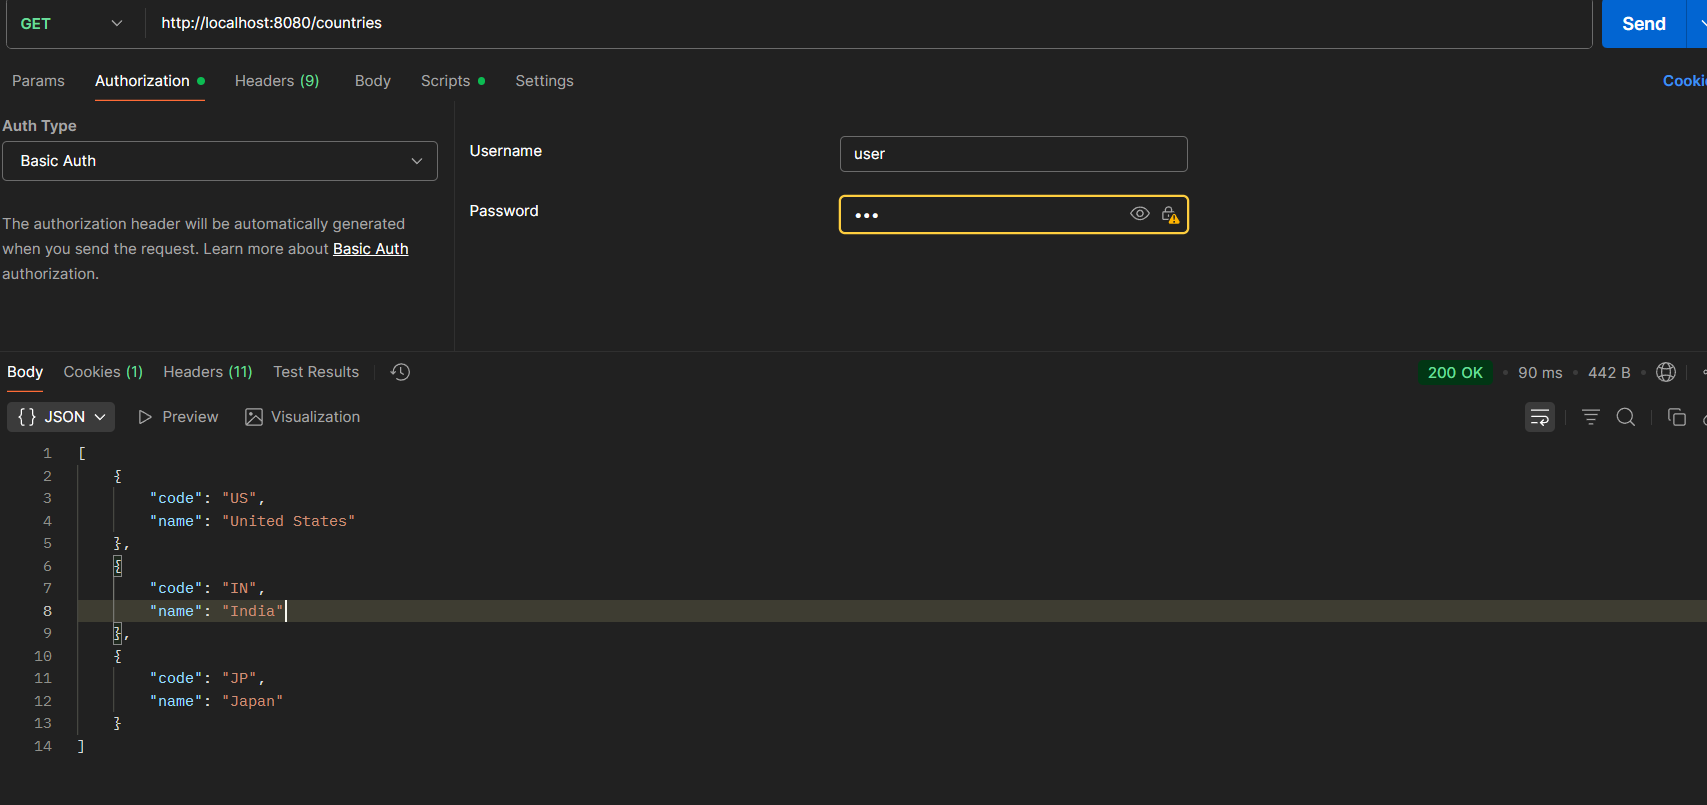 GET http://localhost:8080/countries Send
Params Authorization Headers (9) Body Scripts Settings
Auth Type
Basic Auth
The authorization header will be automatically generated
when you send the request. Learn more about Basic Auth
authorization.
Username user
Password •••
Body Cookies (1) Headers (11) Test Results 200 OK • 90 ms • 442 B •
{} JSON Preview Visualization
1 [
2 {
3 "code": "US",
4 "name": "United States"
5 },
6 {
7 "code": "IN",
8 "name": "India"
9 },
10 {
11 "code": "JP",
12 "name": "Japan"
13 }
14 ]